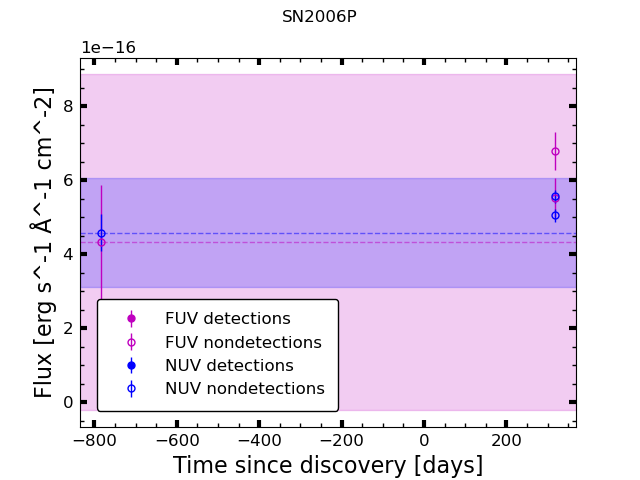 SN2006P
1e−16
8
6
4
2
0
Flux [erg s^-1 Å^-1 cm^-2]
FUV detections
FUV nondetections
NUV detections
NUV nondetections
−800 −600 −400 −200 0 200
Time since discovery [days]